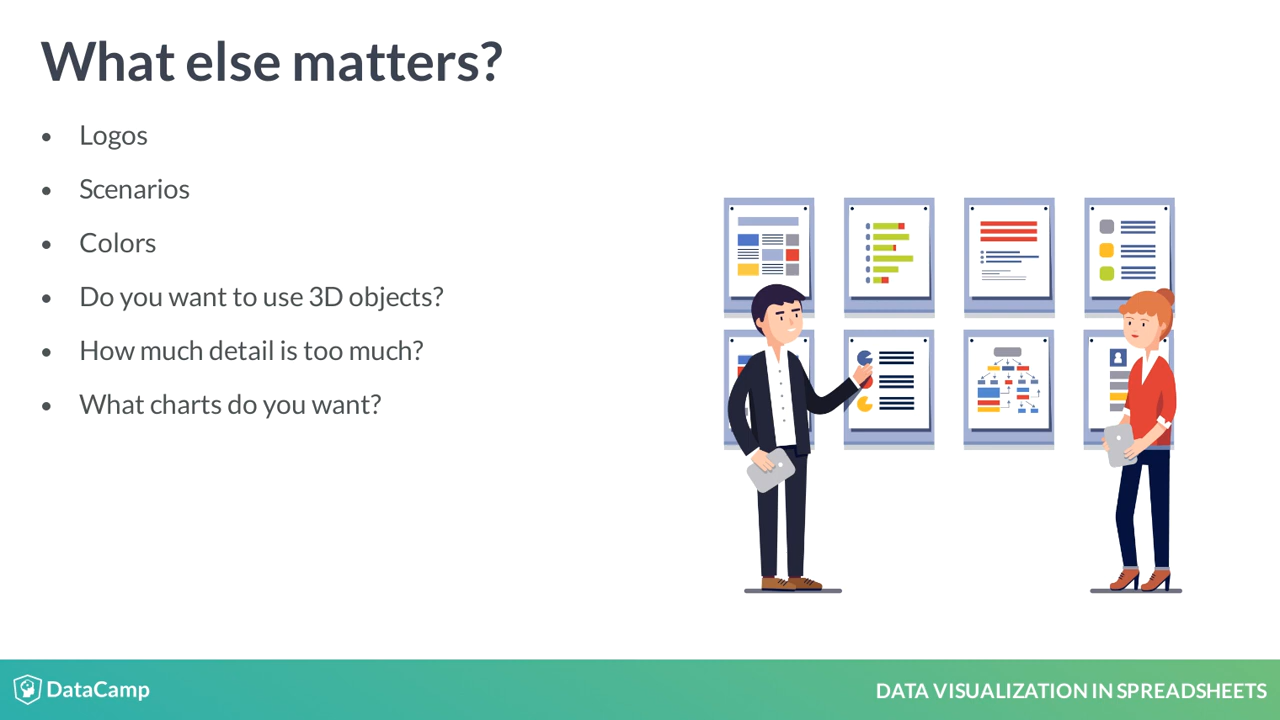 What else matters?
• Logos
• Scenarios
• Colors
• Do you want to use 3D objects?
• How much detail is too much?
• What charts do you want?
DataCamp
DATA VISUALIZATION IN SPREADSHEETS